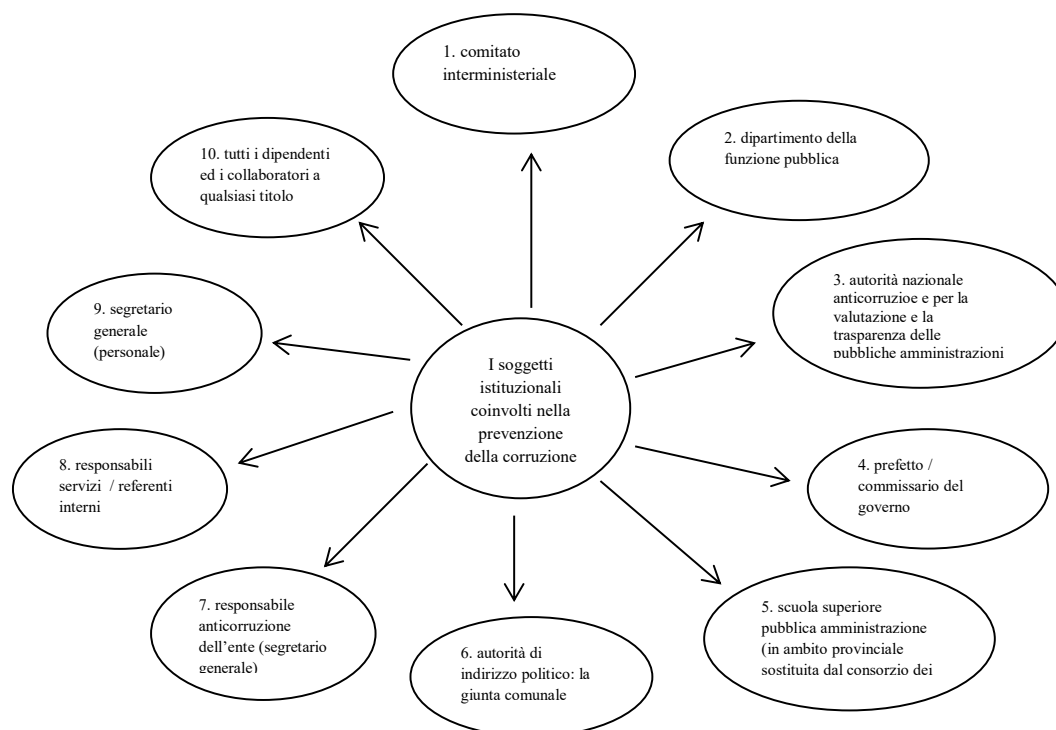 1. comitato
interministeriale
2. dipartimento della
funzione pubblica
3. autorità nazionale
anticorruzioe e per la
valutazione e la
trasparenza delle
pubbliche amministrazioni
4. prefetto /
commissario del
governo
5. scuola superiore
pubblica amministrazione
(in ambito provinciale
sostituita dal consorzio dei
6. autorità di
indirizzo politico: la
giunta comunale
7. responsabile
anticorruzione
dell’ente (segretario
generale)
8. responsabili
servizi / referenti
interni
9. segretario
generale
(personale)
10. tutti i dipendenti
ed i collaboratori a
qualsiasi titolo
I soggetti
istituzionali
coinvolti nella
prevenzione
della corruzione